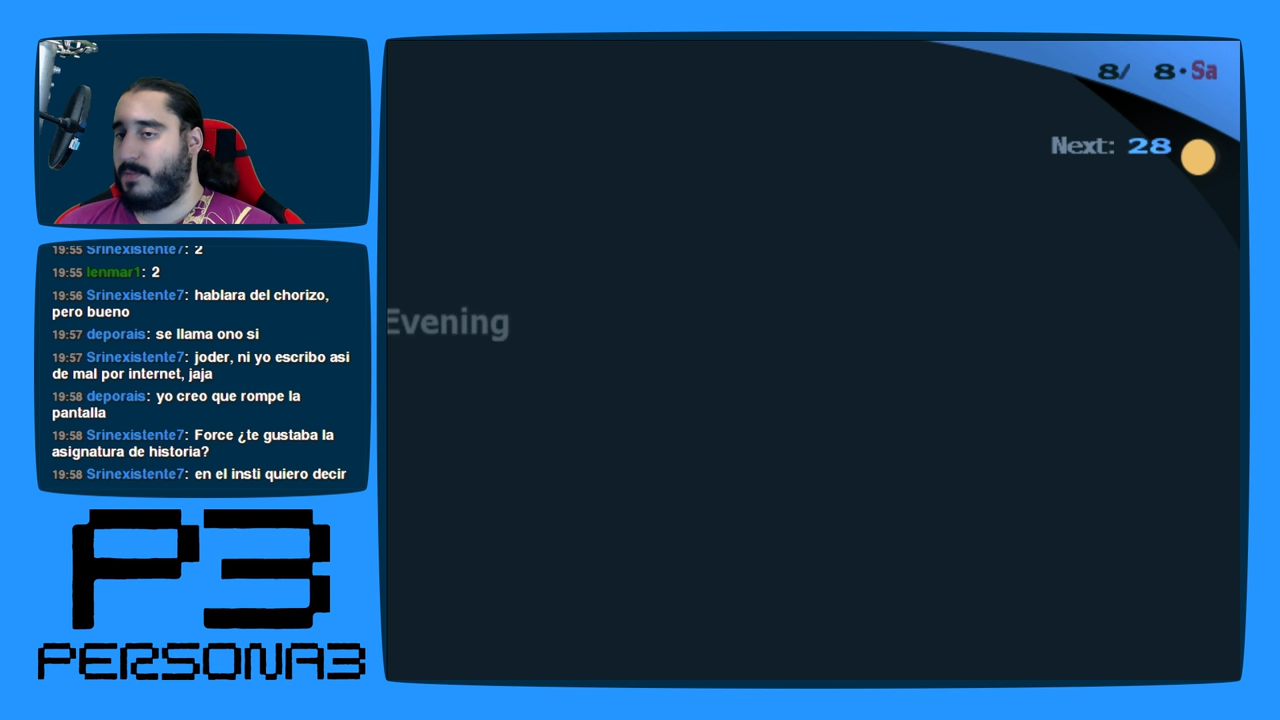 19:55 Srinexistente7: 2
19:55 lenmar1: 2
19:56 Srinexistente7: hablara del chorizo,
pero bueno
19:57 deporais: se llama ono si
19:57 Srinexistente7: joder, ni yo escribo asi
de mal por internet, jaja
19:58 deporais: yo creo que rompe la
pantalla
19:58 Srinexistente7: Force ¿te gustaba la
asignatura de historia?
19:58 Srinexistente7: en el insti quiero decir
P3
PERSONA3
8/ 8·Sa
Next: 28
Evening